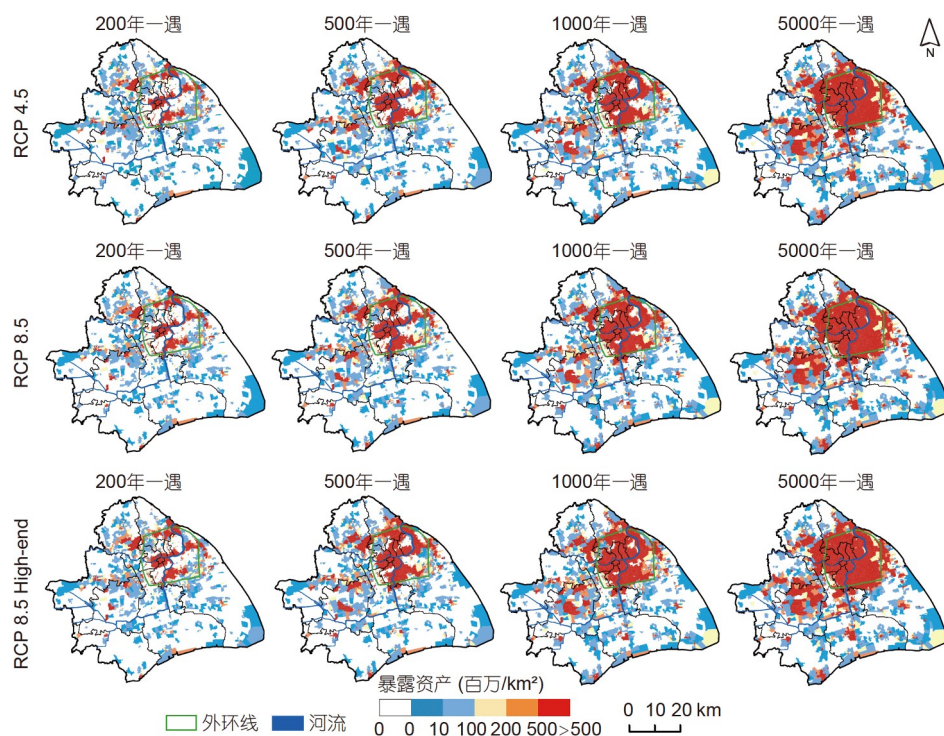 200年一遇 500年一遇 1000年一遇 5000年一遇
N
RCP 4.5
200年一遇 500年一遇 1000年一遇 5000年一遇
RCP 8.5
200年一遇 500年一遇 1000年一遇 5000年一遇
RCP 8.5 High-end
暴露资产 (百万/km²)
外环线 河流
0 0 10 100 200 500 >500
0 10 20 km